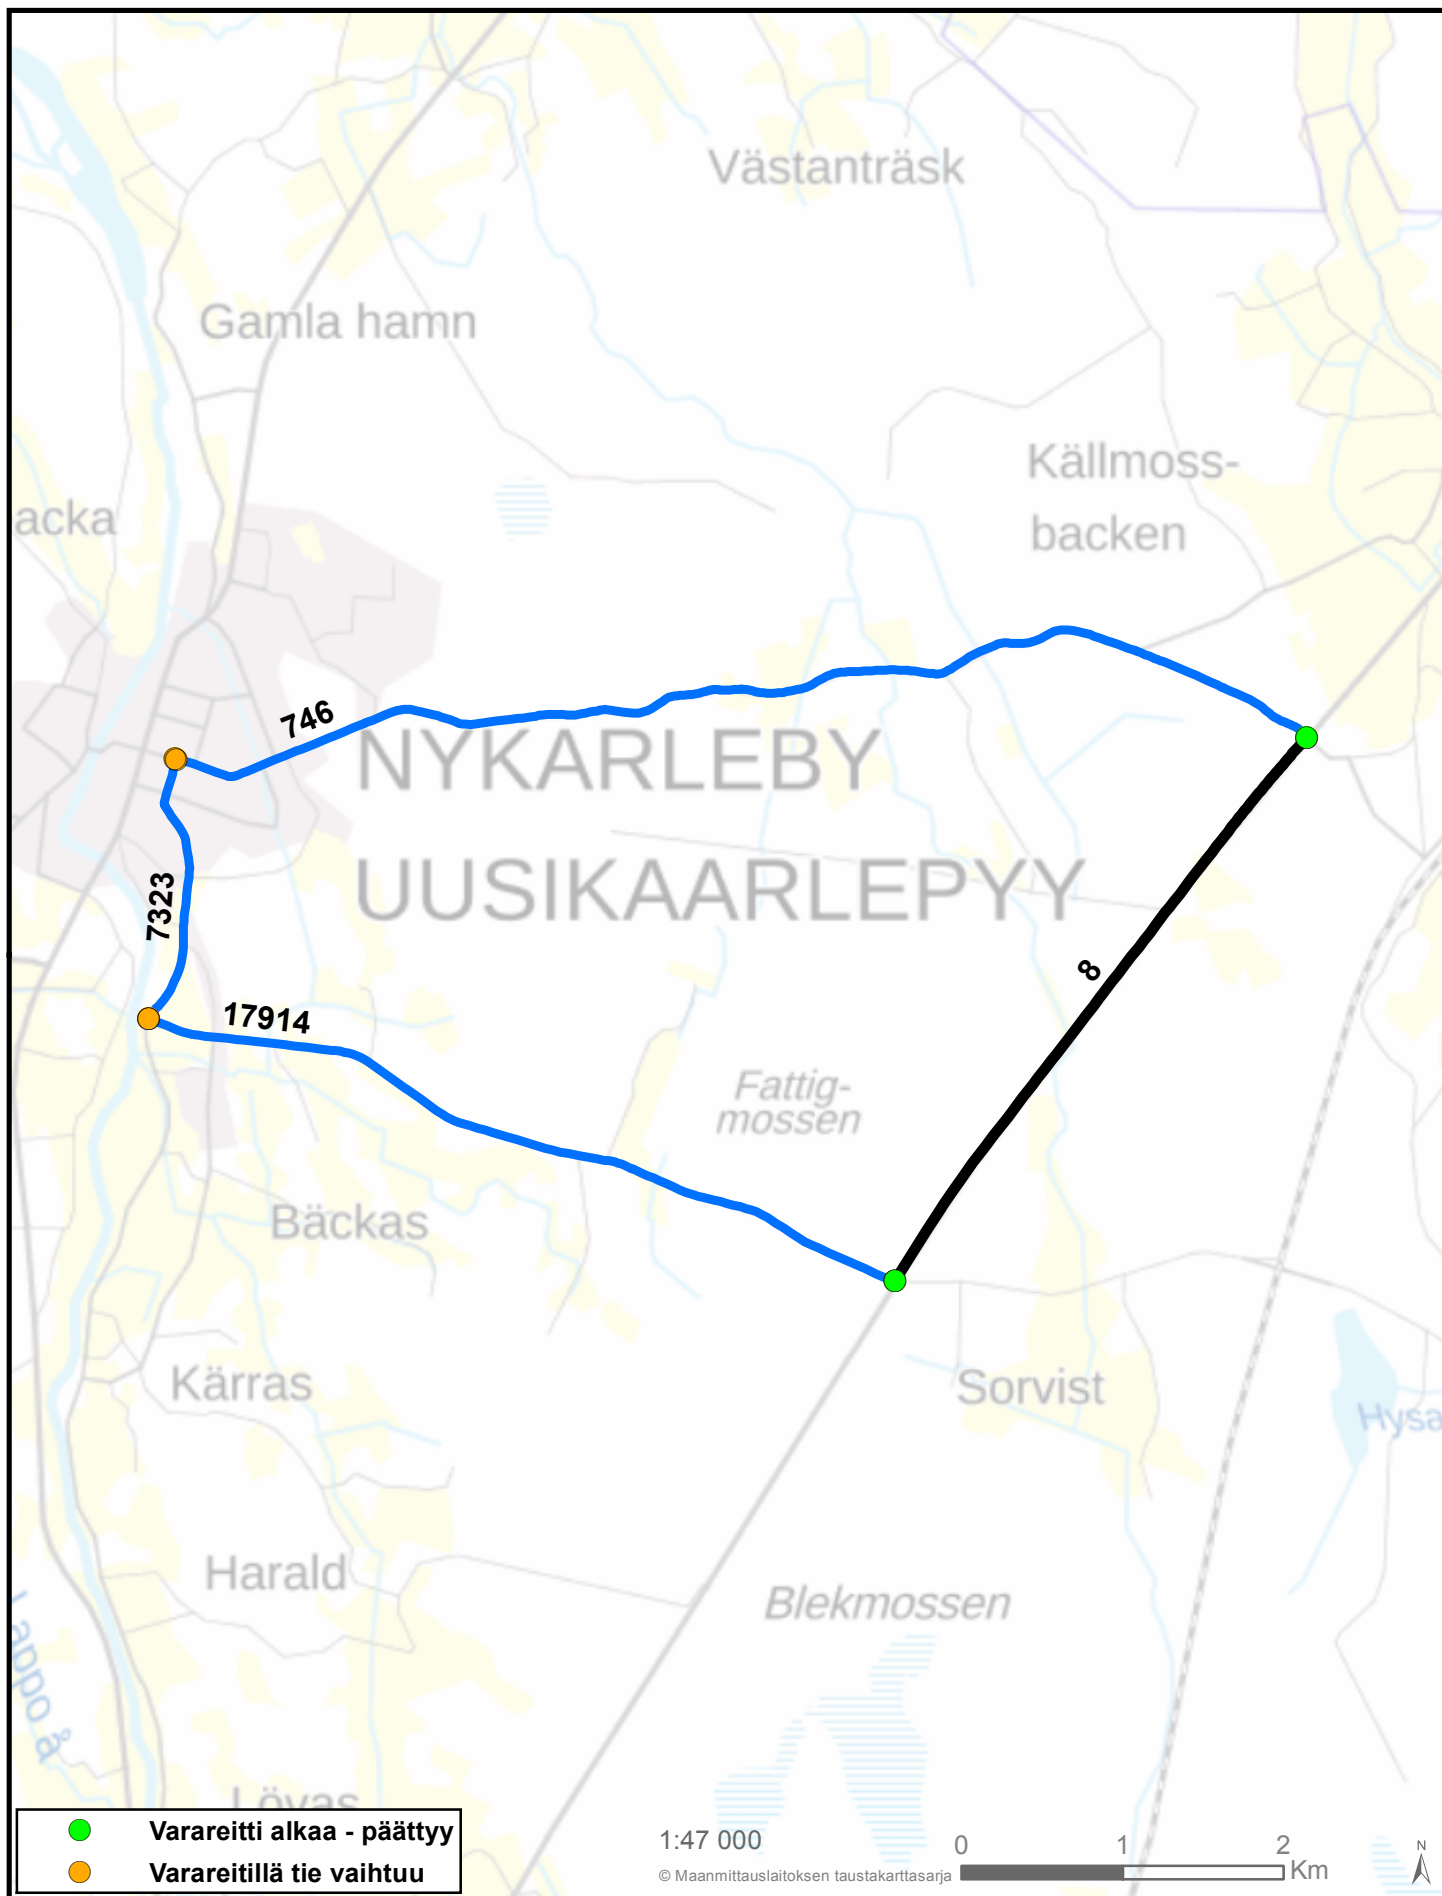 Västanträsk
Gamla hamn
Källmoss-
backen
acka
746
NYKARLEBY
UUSIKAARLEPYY
7323
8
17914
Fattig-
mossen
Bäckas
Kärras
Sorvist
Hysa
Harald
Blekmossen
Lappo å
Lövas
Varareitti alkaa - päättyy
Varareitillä tie vaihtuu
1:47 000
© Maanmittauslaitoksen taustakarttasarja
0 1 2
Km
N